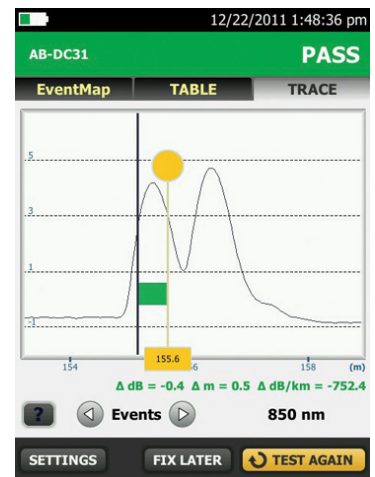 12/22/2011 1:48:36 pm
AB-DC31 PASS
EventMap TABLE TRACE
5
3
1
-1
155.6
154 6 158 (m)
Δ dB = -0.4 Δ m = 0.5 Δ dB/km = -752.4
? Events 850 nm
SETTINGS FIX LATER TEST AGAIN